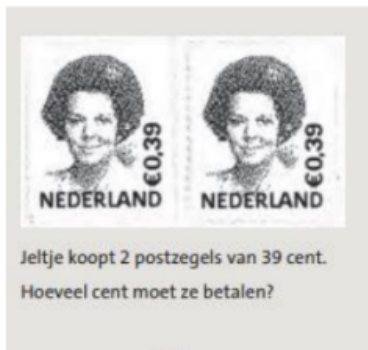 €0,39
NEDERLAND
€0,39
NEDERLAND
Jeltje koopt 2 postzegels van 39 cent.
Hoeveel cent moet ze betalen?